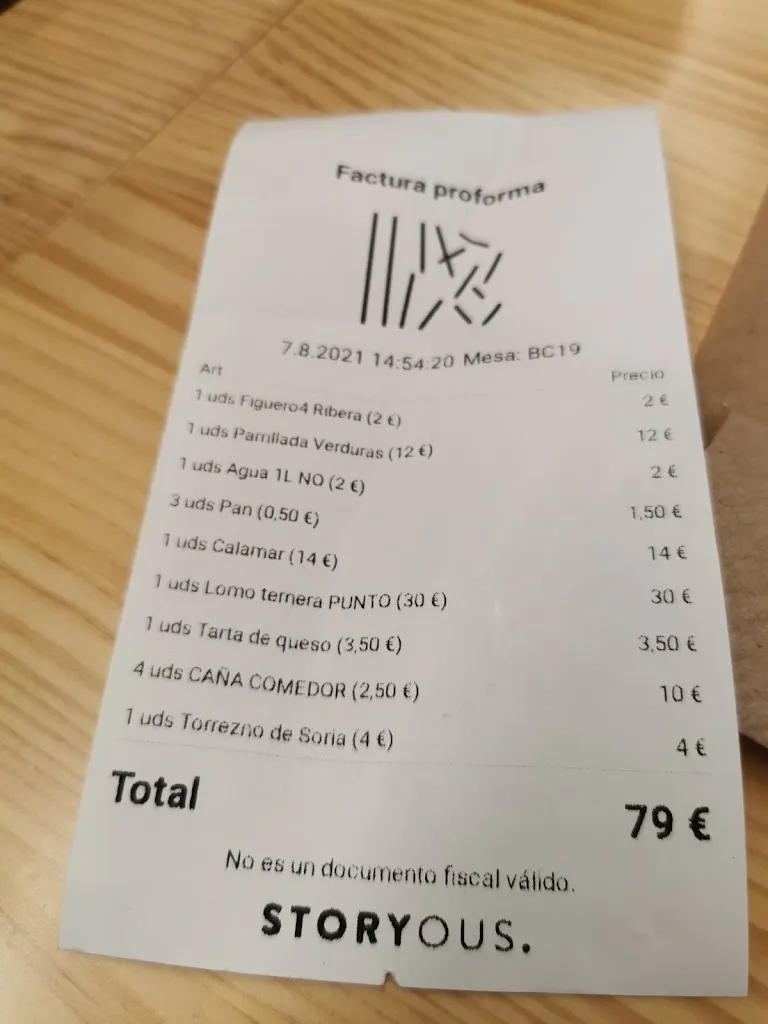 Factura proforma
7.8.2021 14:54:20 Mesa: BC19
Art Precio
1 uds Figuero4 Ribera (2 €) 2 €
1 uds Parrillada Verduras (12 €) 12 €
1 uds Agua 1L NO (2 €) 2 €
3 uds Pan (0,50 €) 1,50 €
1 uds Calamar (14 €) 14 €
1 uds Lomo ternera PUNTO (30 €) 30 €
1 uds Tarta de queso (3,50 €) 3,50 €
4 uds CAÑA COMEDOR (2,50 €) 10 €
1 uds Torrezno de Soria (4 €) 4 €
Total 79 €
No es un documento fiscal válido.
STORYOUS.